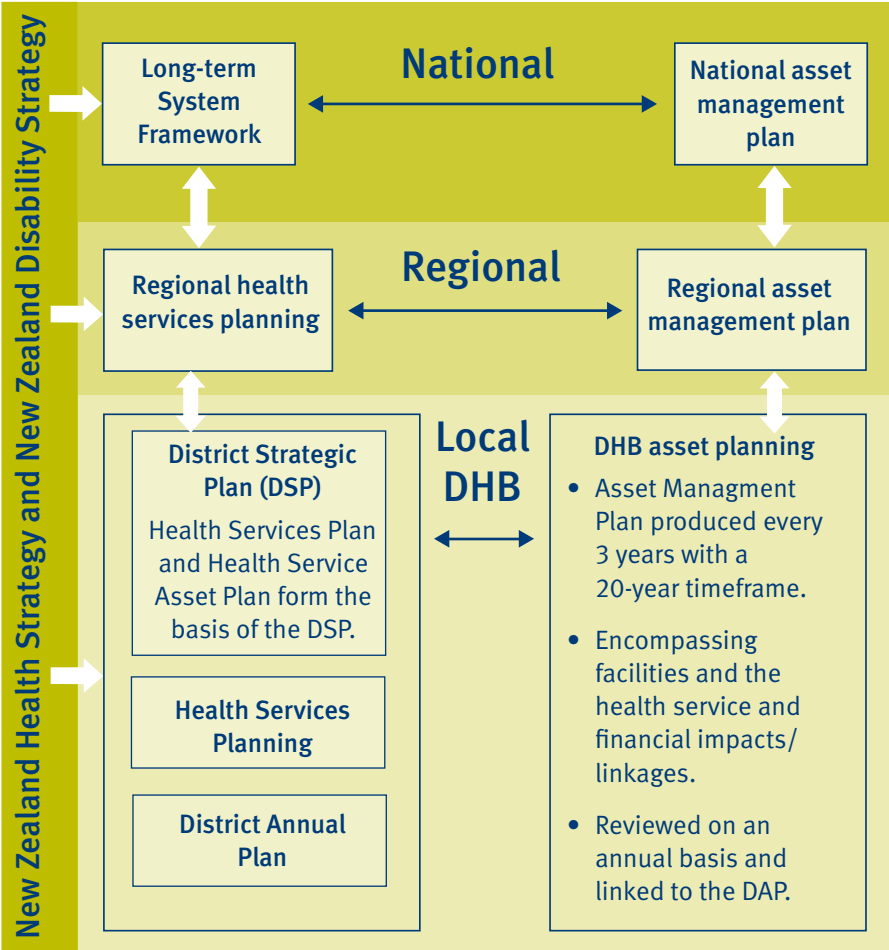 New Zealand Health Strategy and New Zealand Disability Strategy
National
Long-term
System
Framework
National asset
management
plan
Regional
Regional health
services planning
Regional asset
management plan
Local
DHB
District Strategic
Plan (DSP)
Health Services Plan
and Health Service
Asset Plan form the
basis of the DSP.
Health Services
Planning
District Annual
Plan
DHB asset planning
• Asset Managment
Plan produced every
3 years with a
20-year timeframe.
• Encompassing
facilities and the
health service and
financial impacts/
linkages.
• Reviewed on an
annual basis and
linked to the DAP.